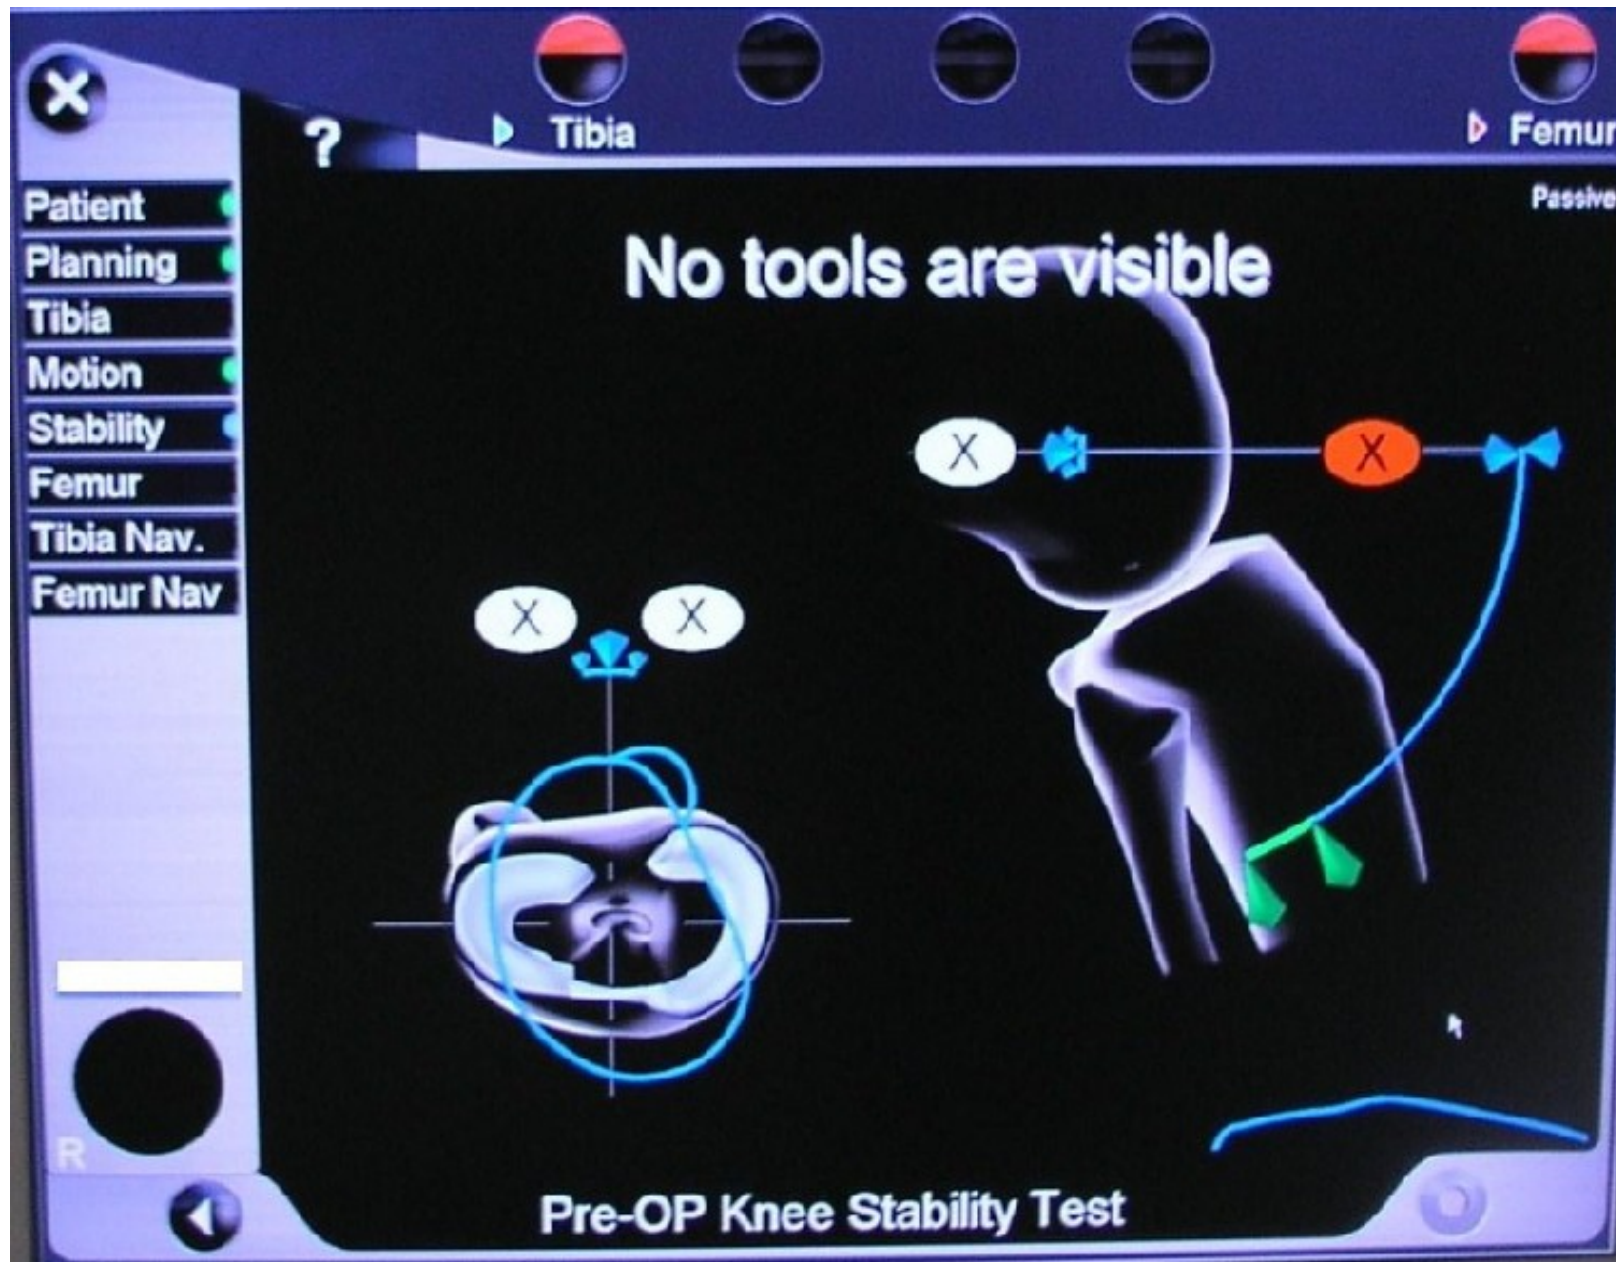 ?
Tibia
Femur
Passive
Patient
Planning
Tibia
Motion
Stability
Femur
Tibia Nav.
Femur Nav
No tools are visible
X
X
X
X
R
Pre-OP Knee Stability Test